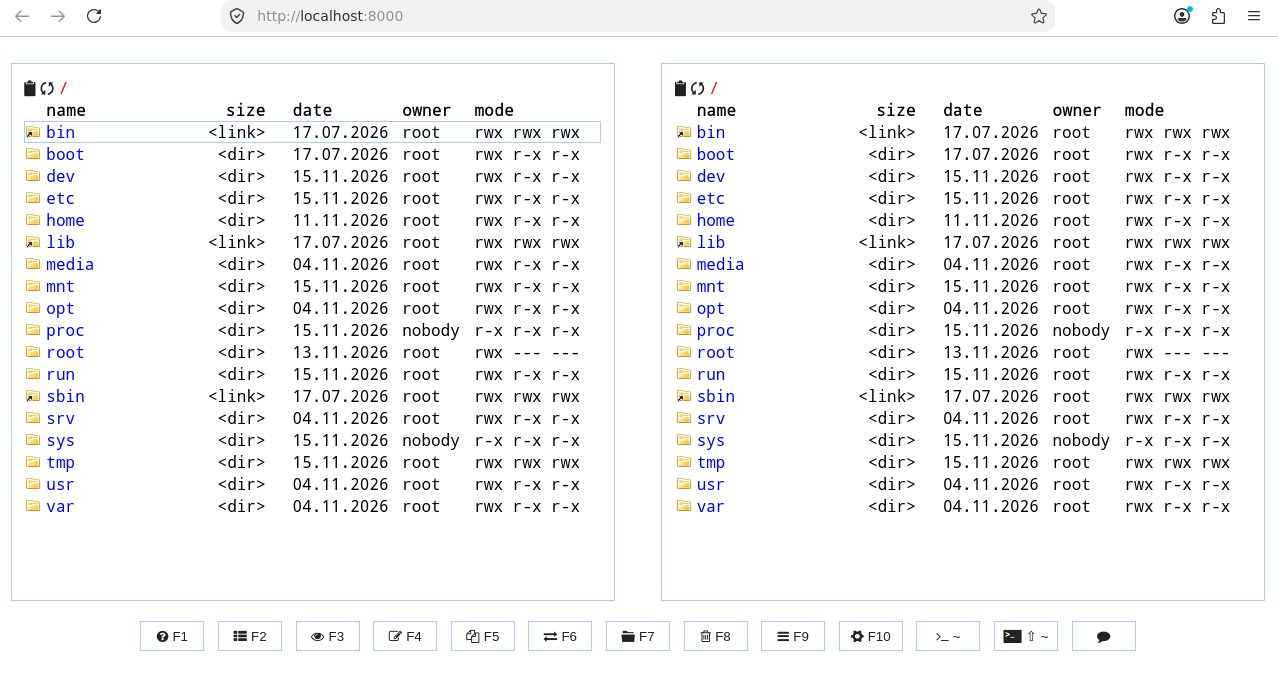 http://localhost:8000
/
name size date owner mode
bin <link> 17.07.2026 root rwx rwx rwx
boot <dir> 17.07.2026 root rwx r-x r-x
dev <dir> 15.11.2026 root rwx r-x r-x
etc <dir> 15.11.2026 root rwx r-x r-x
home <dir> 11.11.2026 root rwx r-x r-x
lib <link> 17.07.2026 root rwx rwx rwx
media <dir> 04.11.2026 root rwx r-x r-x
mnt <dir> 15.11.2026 root rwx r-x r-x
opt <dir> 04.11.2026 root rwx r-x r-x
proc <dir> 15.11.2026 nobody r-x r-x r-x
root <dir> 13.11.2026 root rwx --- ---
run <dir> 15.11.2026 root rwx r-x r-x
sbin <link> 17.07.2026 root rwx rwx rwx
srv <dir> 04.11.2026 root rwx r-x r-x
sys <dir> 15.11.2026 nobody r-x r-x r-x
tmp <dir> 15.11.2026 root rwx rwx rwx
usr <dir> 04.11.2026 root rwx r-x r-x
var <dir> 04.11.2026 root rwx r-x r-x
/
name size date owner mode
bin <link> 17.07.2026 root rwx rwx rwx
boot <dir> 17.07.2026 root rwx r-x r-x
dev <dir> 15.11.2026 root rwx r-x r-x
etc <dir> 15.11.2026 root rwx r-x r-x
home <dir> 11.11.2026 root rwx r-x r-x
lib <link> 17.07.2026 root rwx rwx rwx
media <dir> 04.11.2026 root rwx r-x r-x
mnt <dir> 15.11.2026 root rwx r-x r-x
opt <dir> 04.11.2026 root rwx r-x r-x
proc <dir> 15.11.2026 nobody r-x r-x r-x
root <dir> 13.11.2026 root rwx --- ---
run <dir> 15.11.2026 root rwx r-x r-x
sbin <link> 17.07.2026 root rwx rwx rwx
srv <dir> 04.11.2026 root rwx r-x r-x
sys <dir> 15.11.2026 nobody r-x r-x r-x
tmp <dir> 15.11.2026 root rwx rwx rwx
usr <dir> 04.11.2026 root rwx r-x r-x
var <dir> 04.11.2026 root rwx r-x r-x
F1 F2 F3 F4 F5 F6 F7 F8 F9 F10 >_ ~ >_ ⇧ ~